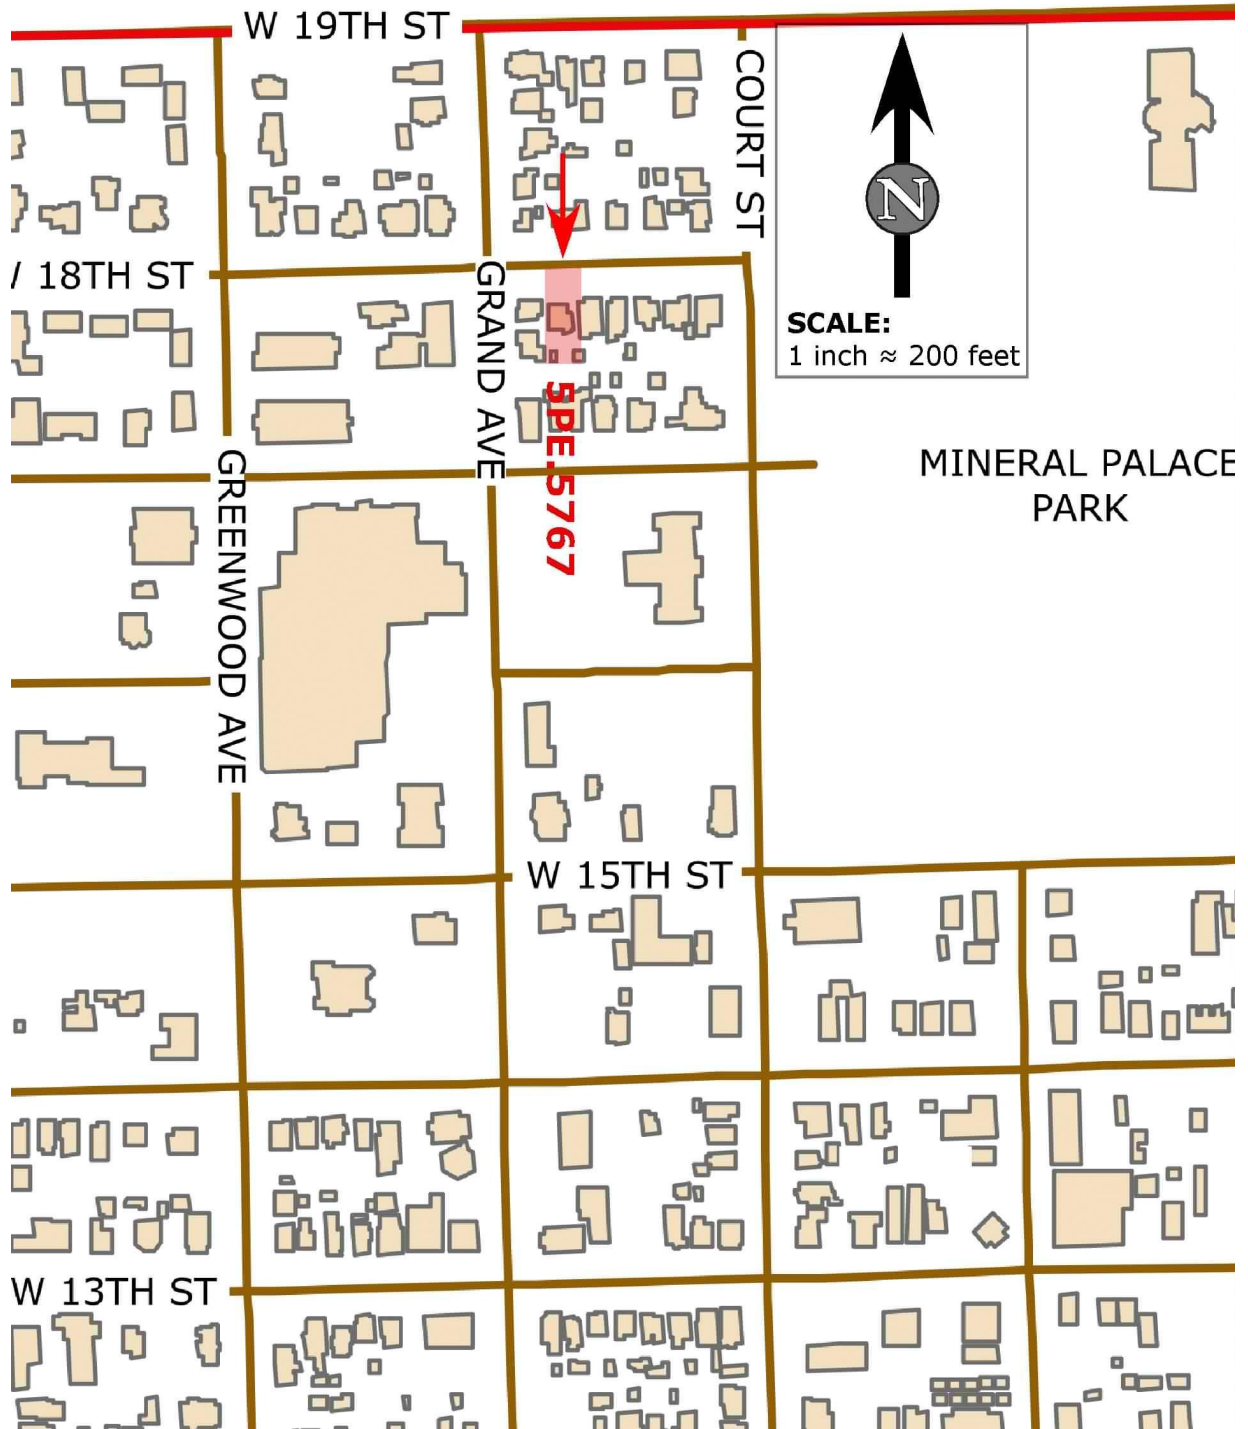 W 19TH ST
COURT ST
N
W 18TH ST
GRAND AVE
SCALE:
1 inch ≈ 200 feet
5PE.5767
GREENWOOD AVE
MINERAL PALACE
PARK
W 15TH ST
W 13TH ST